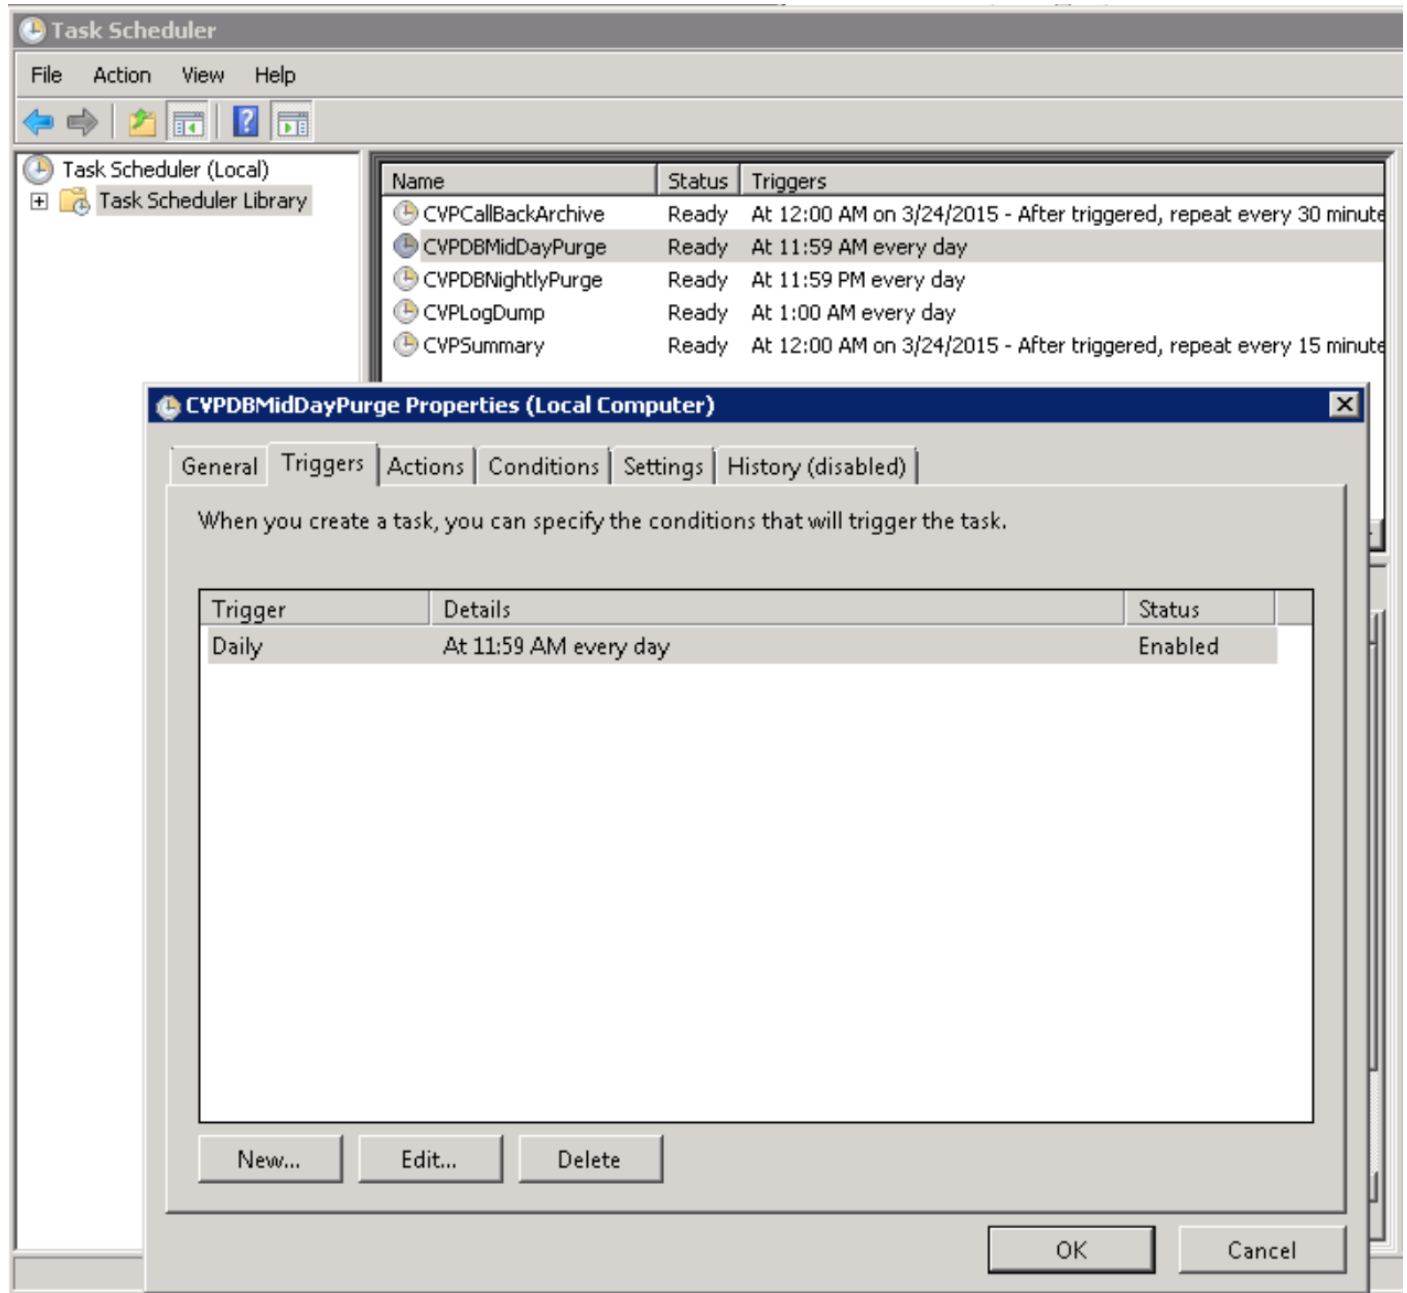 Task Scheduler
File Action View Help
Task Scheduler (Local)
Task Scheduler Library
Name Status Triggers
CVPCallBackArchive Ready At 12:00 AM on 3/24/2015 - After triggered, repeat every 30 minute
CVPDBMidDayPurge Ready At 11:59 AM every day
CVPDBNightlyPurge Ready At 11:59 PM every day
CVPLogDump Ready At 1:00 AM every day
CVPSummary Ready At 12:00 AM on 3/24/2015 - After triggered, repeat every 15 minute
CVPDBMidDayPurge Properties (Local Computer)
General Triggers Actions Conditions Settings History (disabled)
When you create a task, you can specify the conditions that will trigger the task.
Trigger Details Status
Daily At 11:59 AM every day Enabled
New... Edit... Delete
OK Cancel